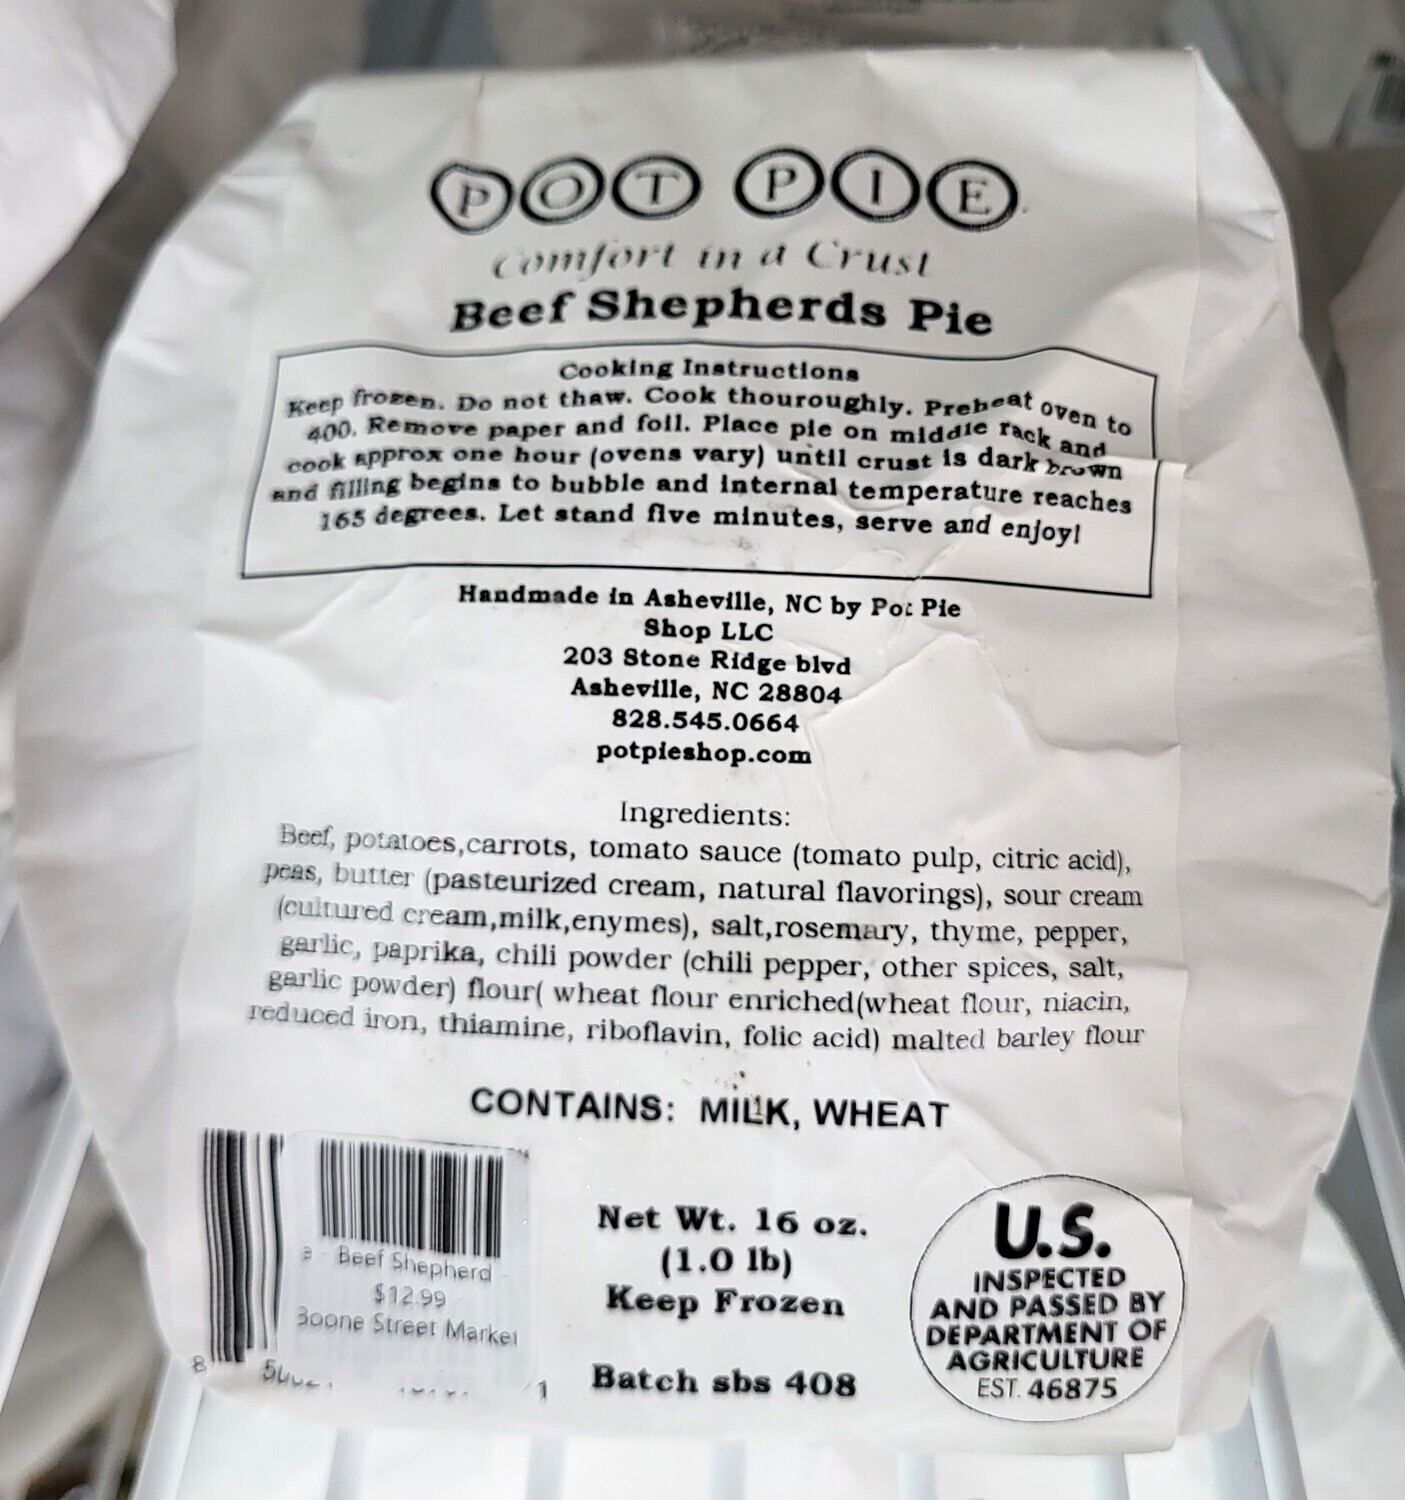 POT PIE
Comfort in a Crust
Beef Shepherds Pie
Cooking Instructions
Keep frozen. Do not thaw. Cook thouroughly. Preheat oven to
400. Remove paper and foil. Place pie on middle rack and
cook approx one hour (ovens vary) until crust is dark brown
and filling begins to bubble and internal temperature reaches
165 degrees. Let stand five minutes, serve and enjoy!
Handmade in Asheville, NC by Pot Pie
Shop LLC
203 Stone Ridge blvd
Asheville, NC 28804
828.545.0664
potpieshop.com
Ingredients:
Beef, potatoes,carrots, tomato sauce (tomato pulp, citric acid),
peas, butter (pasteurized cream, natural flavorings), sour cream
(cultured cream,milk,enymes), salt,rosemary, thyme, pepper,
garlic, paprika, chili powder (chili pepper, other spices, salt,
garlic powder) flour( wheat flour enriched(wheat flour, niacin,
reduced iron, thiamine, riboflavin, folic acid) malted barley flour
CONTAINS: MILK, WHEAT
Beef Shepherd
$12.99
Boone Street Market
8
1
Net Wt. 16 oz.
(1.0 lb)
Keep Frozen
Batch sbs 408
U.S.
INSPECTED
AND PASSED BY
DEPARTMENT OF
AGRICULTURE
EST. 46875